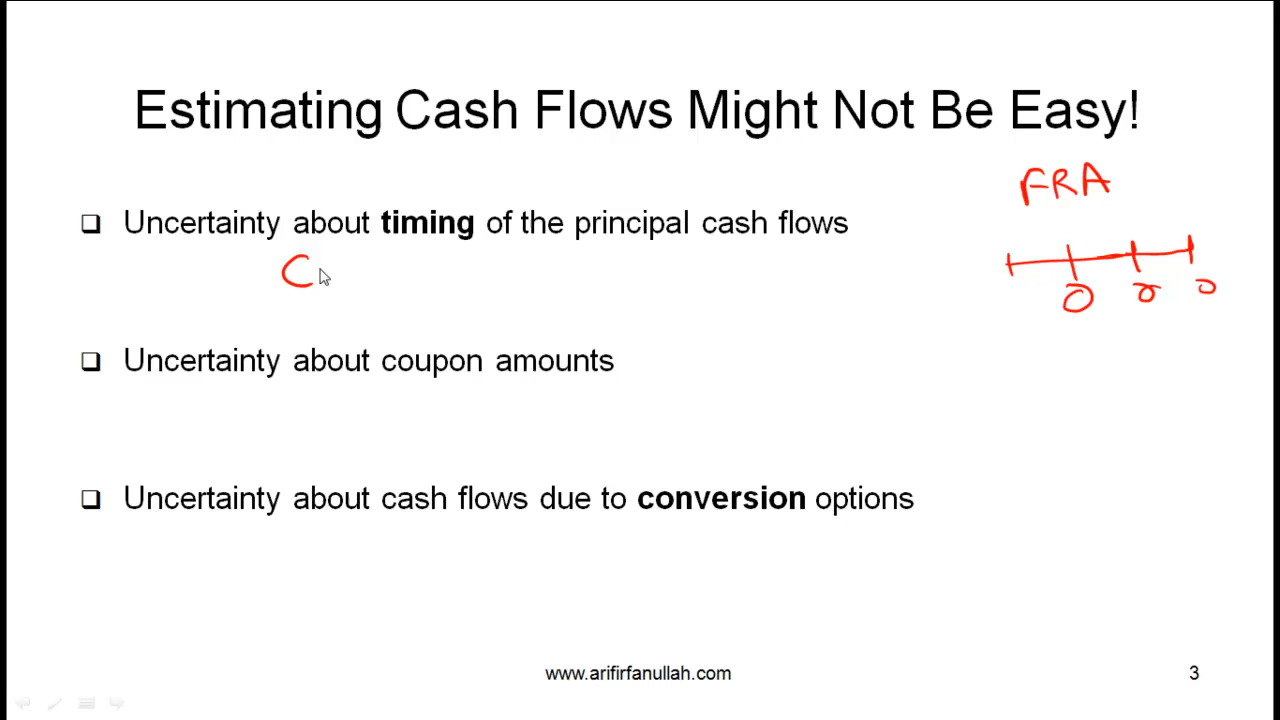 Estimating Cash Flows Might Not Be Easy!
FRA
❑ Uncertainty about timing of the principal cash flows
C
❑ Uncertainty about coupon amounts
❑ Uncertainty about cash flows due to conversion options
www.arifirfanullah.com
3